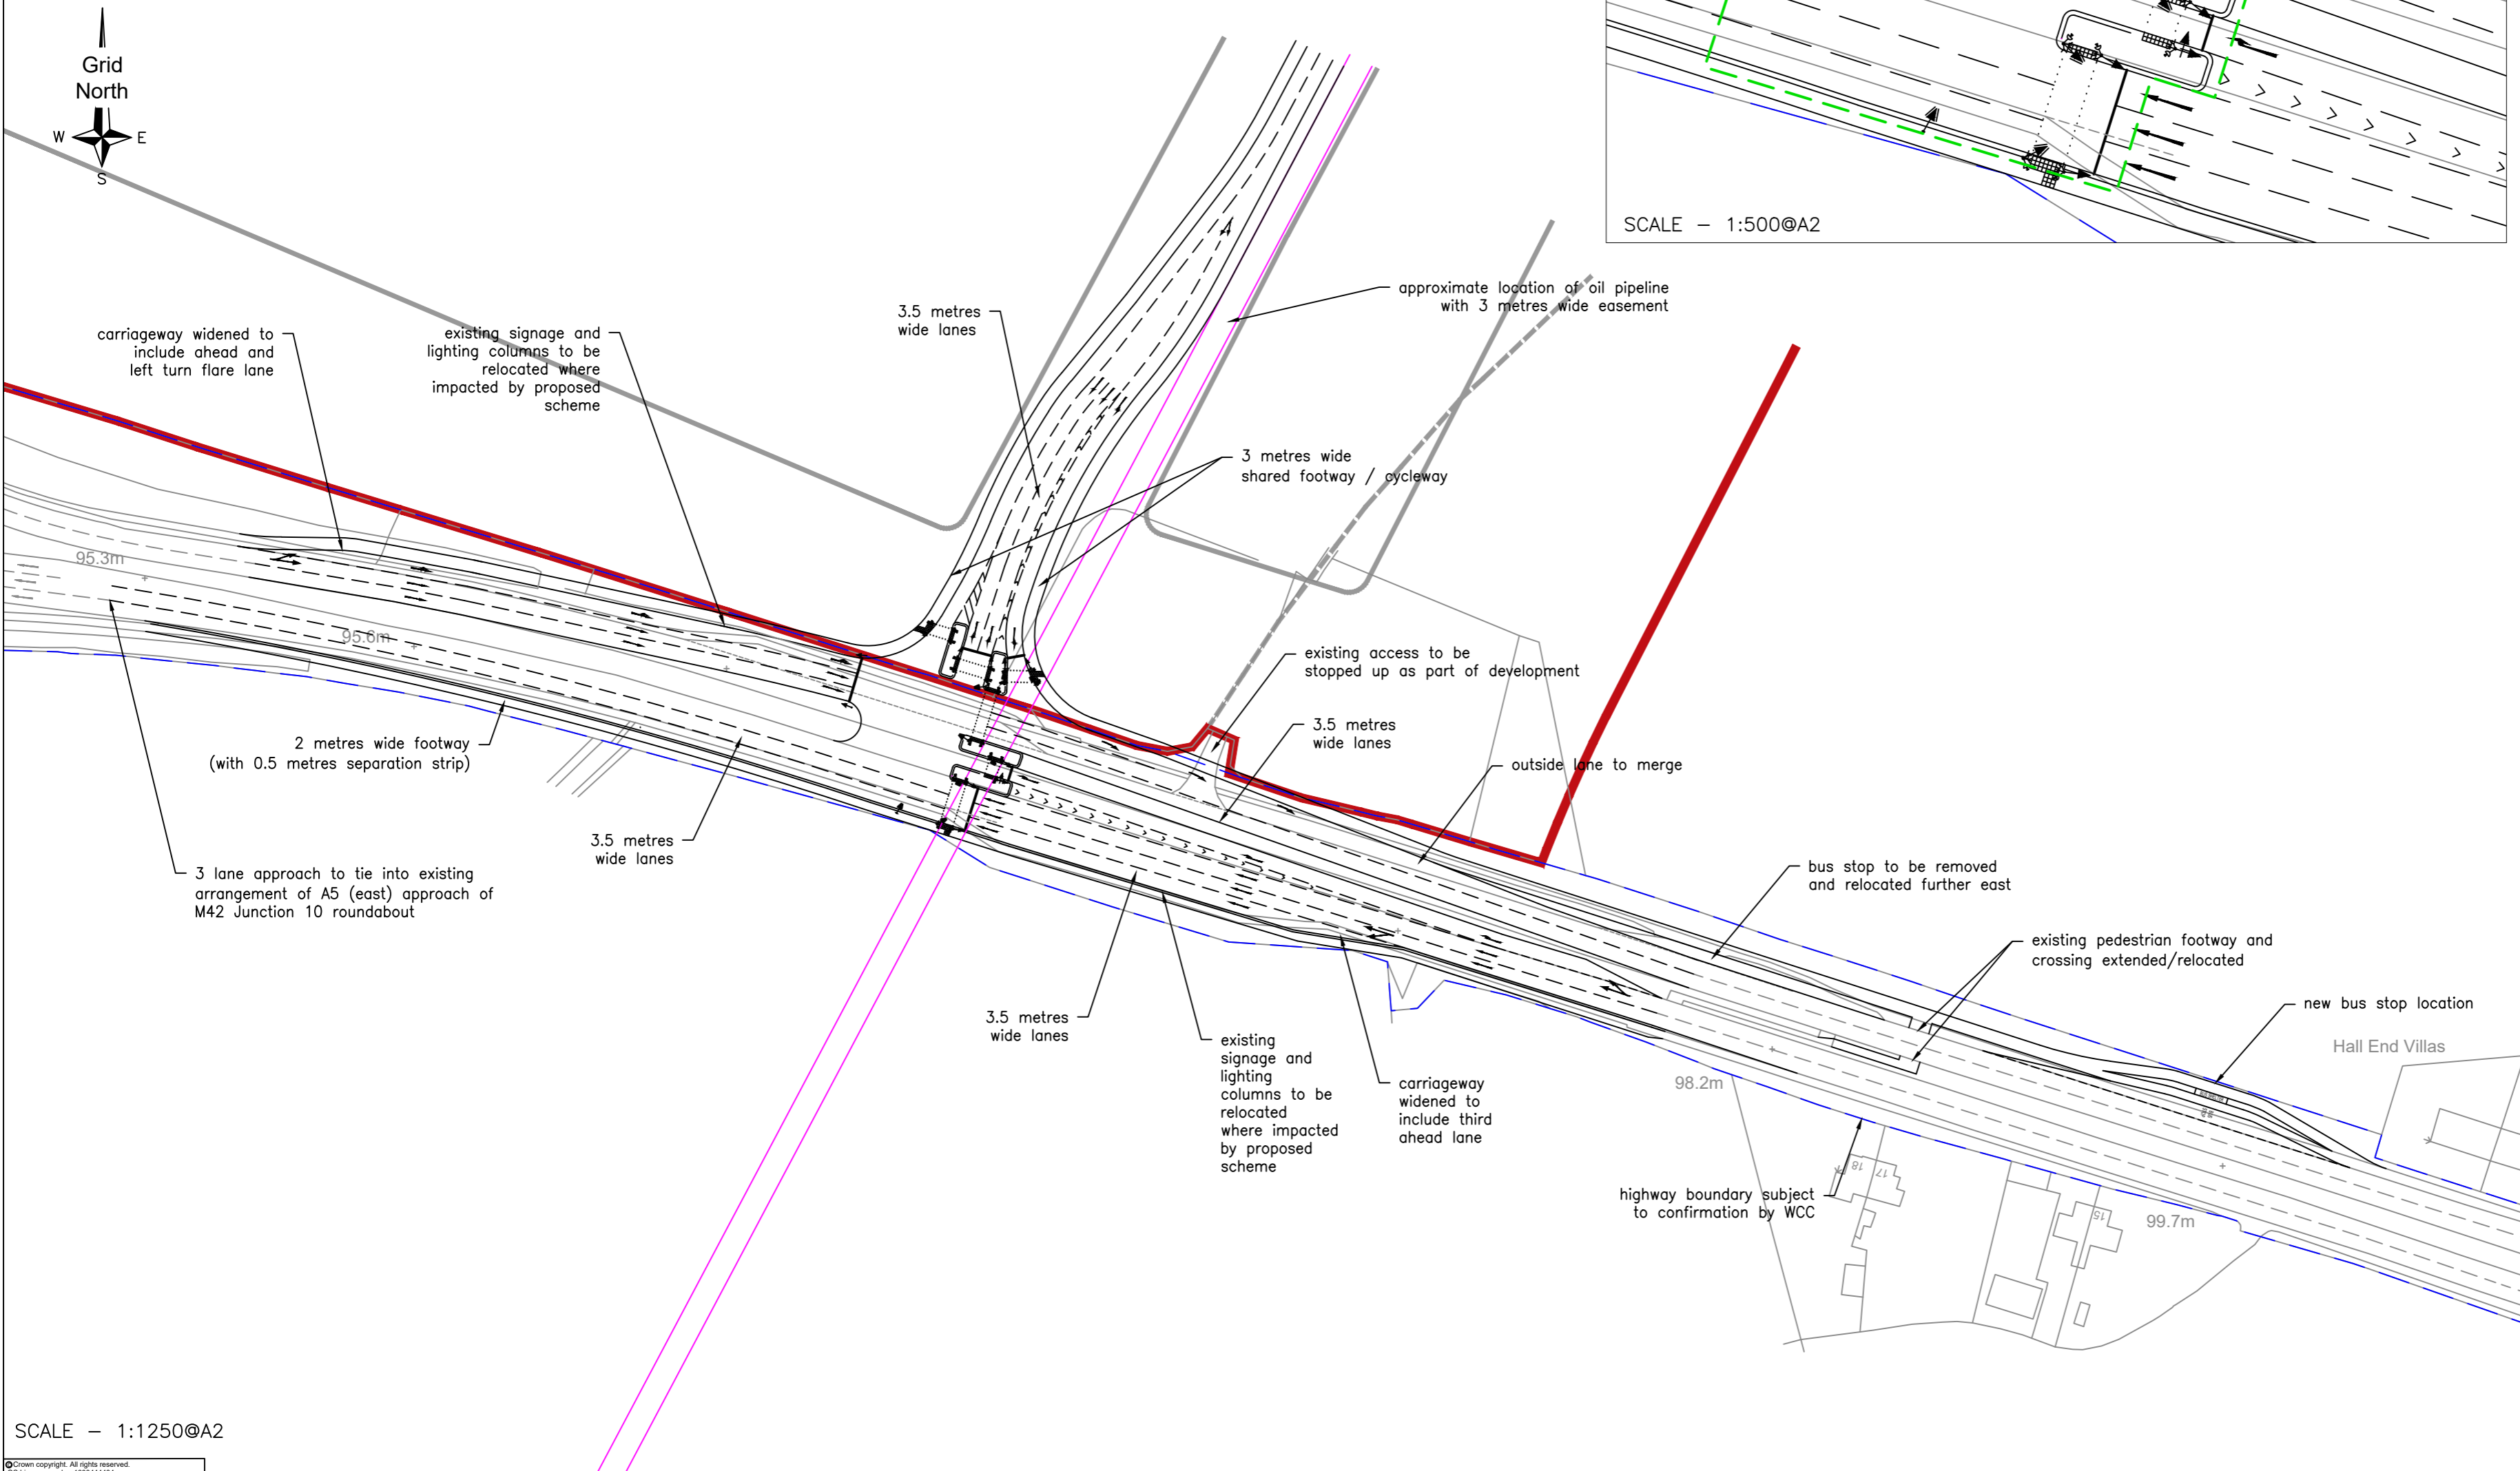 Grid
North
W
E
S
SCALE – 1:500@A2
approximate location of oil pipeline
with 3 metres wide easement
3.5 metres
wide lanes
carriageway widened to
include ahead and
left turn flare lane
existing signage and
lighting columns to be
relocated where
impacted by proposed
scheme
3 metres wide
shared footway / cycleway
95.3m
95.6m
existing access to be
stopped up as part of development
3.5 metres
wide lanes
2 metres wide footway
(with 0.5 metres separation strip)
outside lane to merge
3.5 metres
wide lanes
3 lane approach to tie into existing
arrangement of A5 (east) approach of
M42 Junction 10 roundabout
bus stop to be removed
and relocated further east
existing pedestrian footway and
crossing extended/relocated
new bus stop location
Hall End Villas
3.5 metres
wide lanes
existing
signage and
lighting
columns to be
relocated
where impacted
by proposed
scheme
carriageway
widened to
include third
ahead lane
98.2m
18
17
highway boundary subject
to confirmation by WCC
15
99.7m
SCALE – 1:1250@A2
©Crown copyright. All rights reserved.